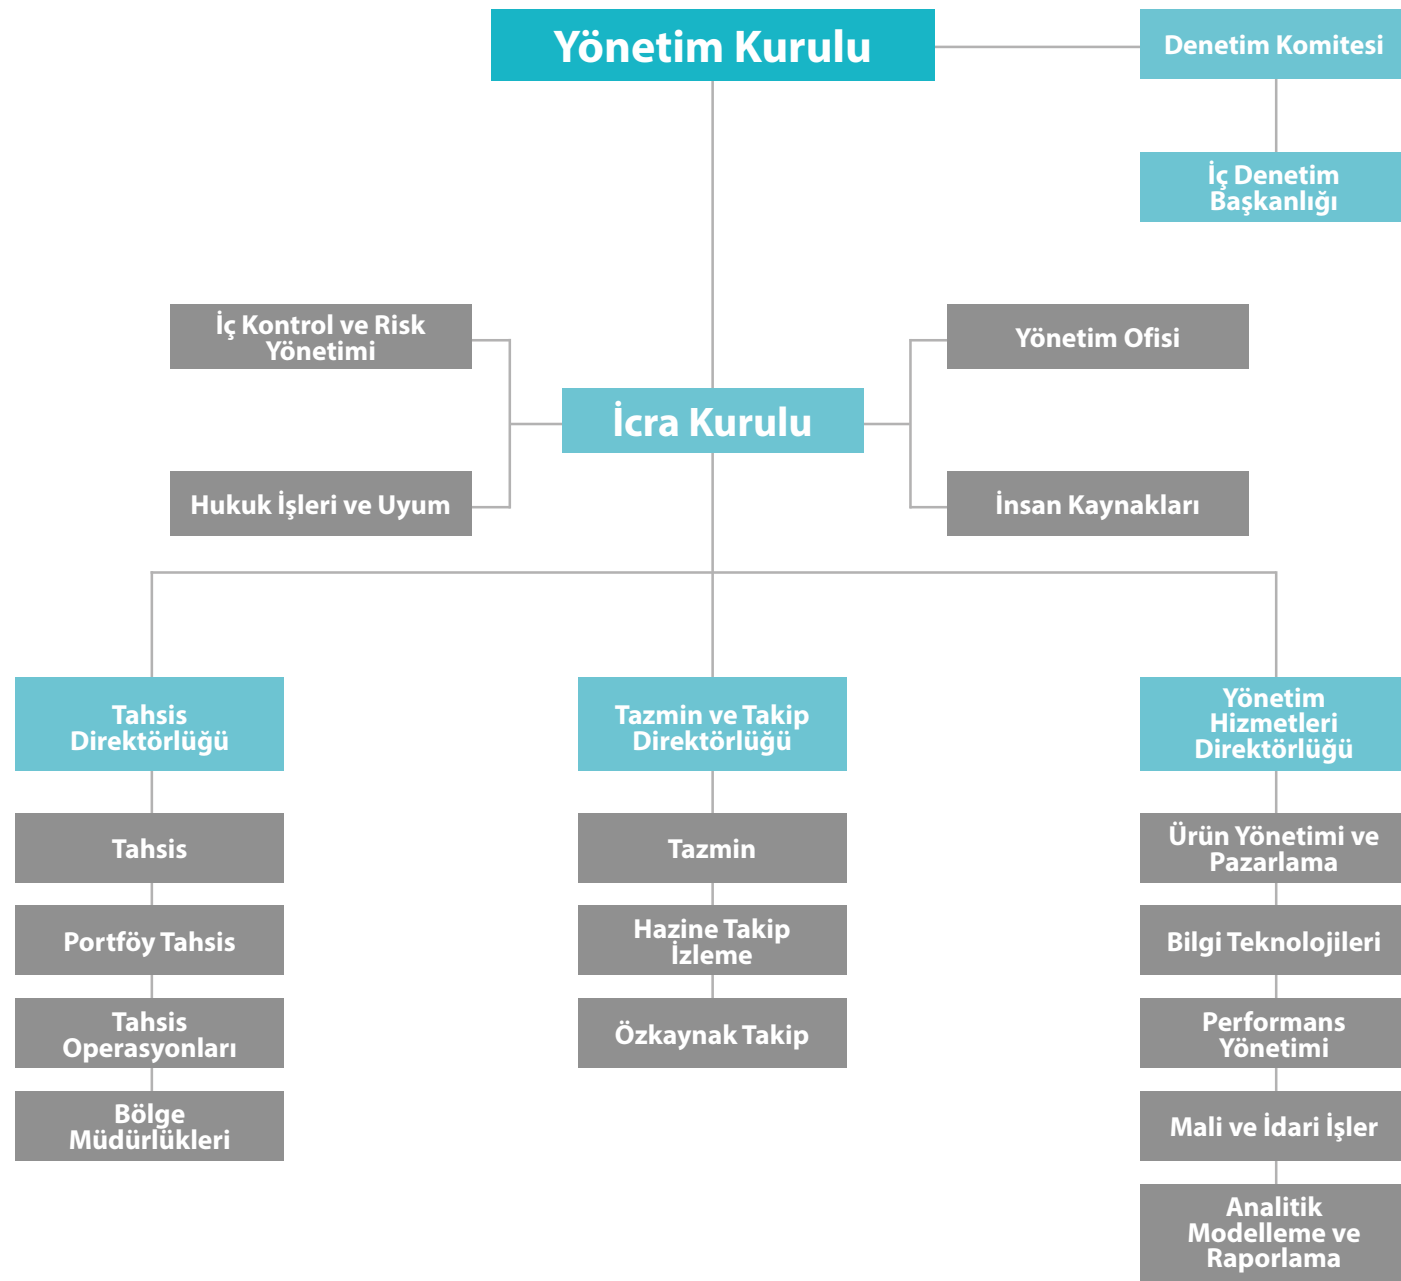 Yönetim Kurulu
Denetim Komitesi
İç Denetim
Başkanlığı
İç Kontrol ve Risk
Yönetimi
Yönetim Ofisi
İcra Kurulu
Hukuk İşleri ve Uyum
İnsan Kaynakları
Tahsis
Direktörlüğü
Tazmin ve Takip
Direktörlüğü
Yönetim
Hizmetleri
Direktörlüğü
Tahsis
Portföy Tahsis
Tahsis
Operasyonları
Bölge
Müdürlükleri
Tazmin
Hazine Takip
İzleme
Özkaynak Takip
Ürün Yönetimi ve
Pazarlama
Bilgi Teknolojileri
Performans
Yönetimi
Mali ve İdari İşler
Analitik
Modelleme ve
Raporlama